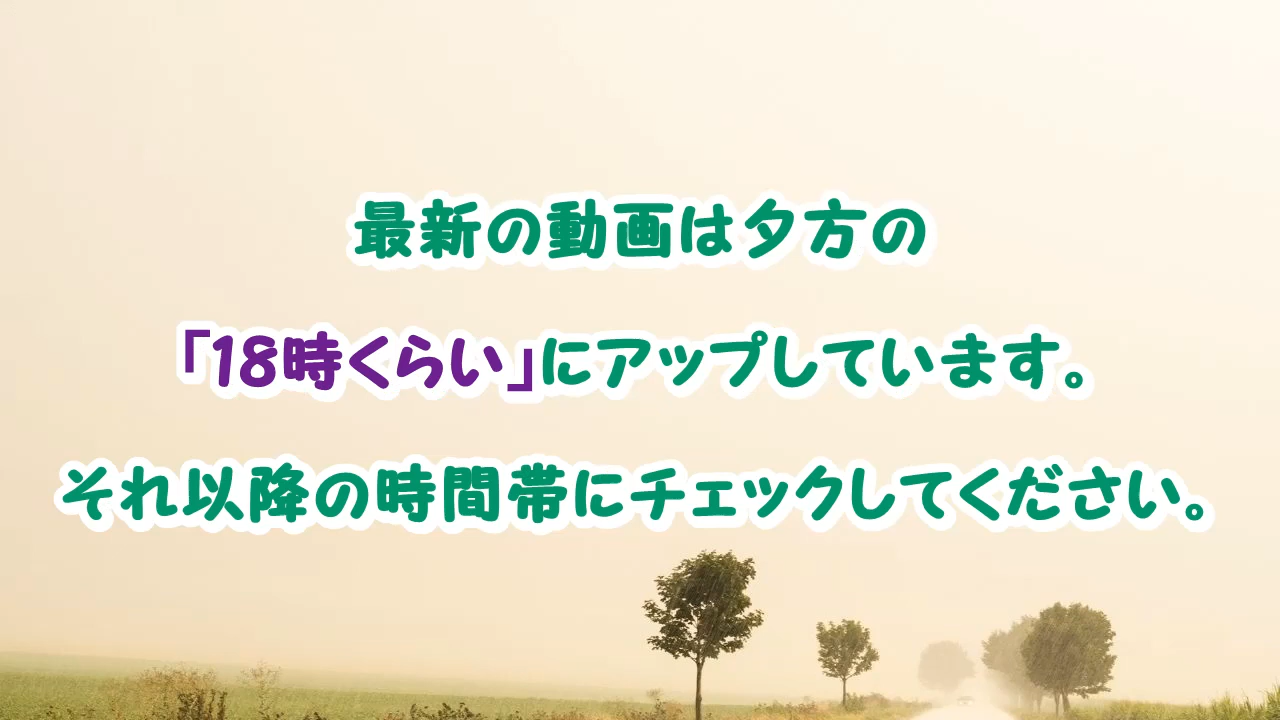 最新の動画は夕方の
「18時くらい」にアップしています。
それ以降の時間帯にチェックしてください。